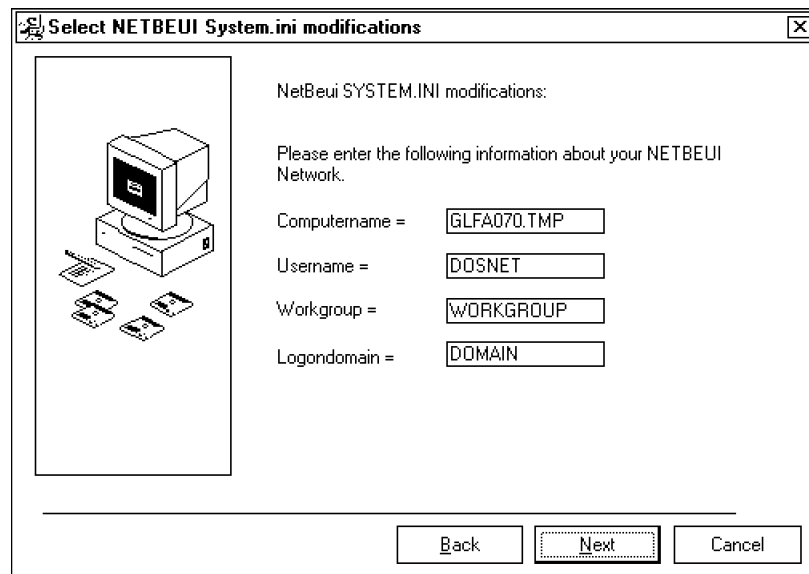 Select NETBEUI System.ini modifications
NetBeui SYSTEM.INI modifications:
Please enter the following information about your NETBEUI
Network.
Computername = GLFA070.TMP
Username = DOSNET
Workgroup = WORKGROUP
Logondomain = DOMAIN
Back Next Cancel